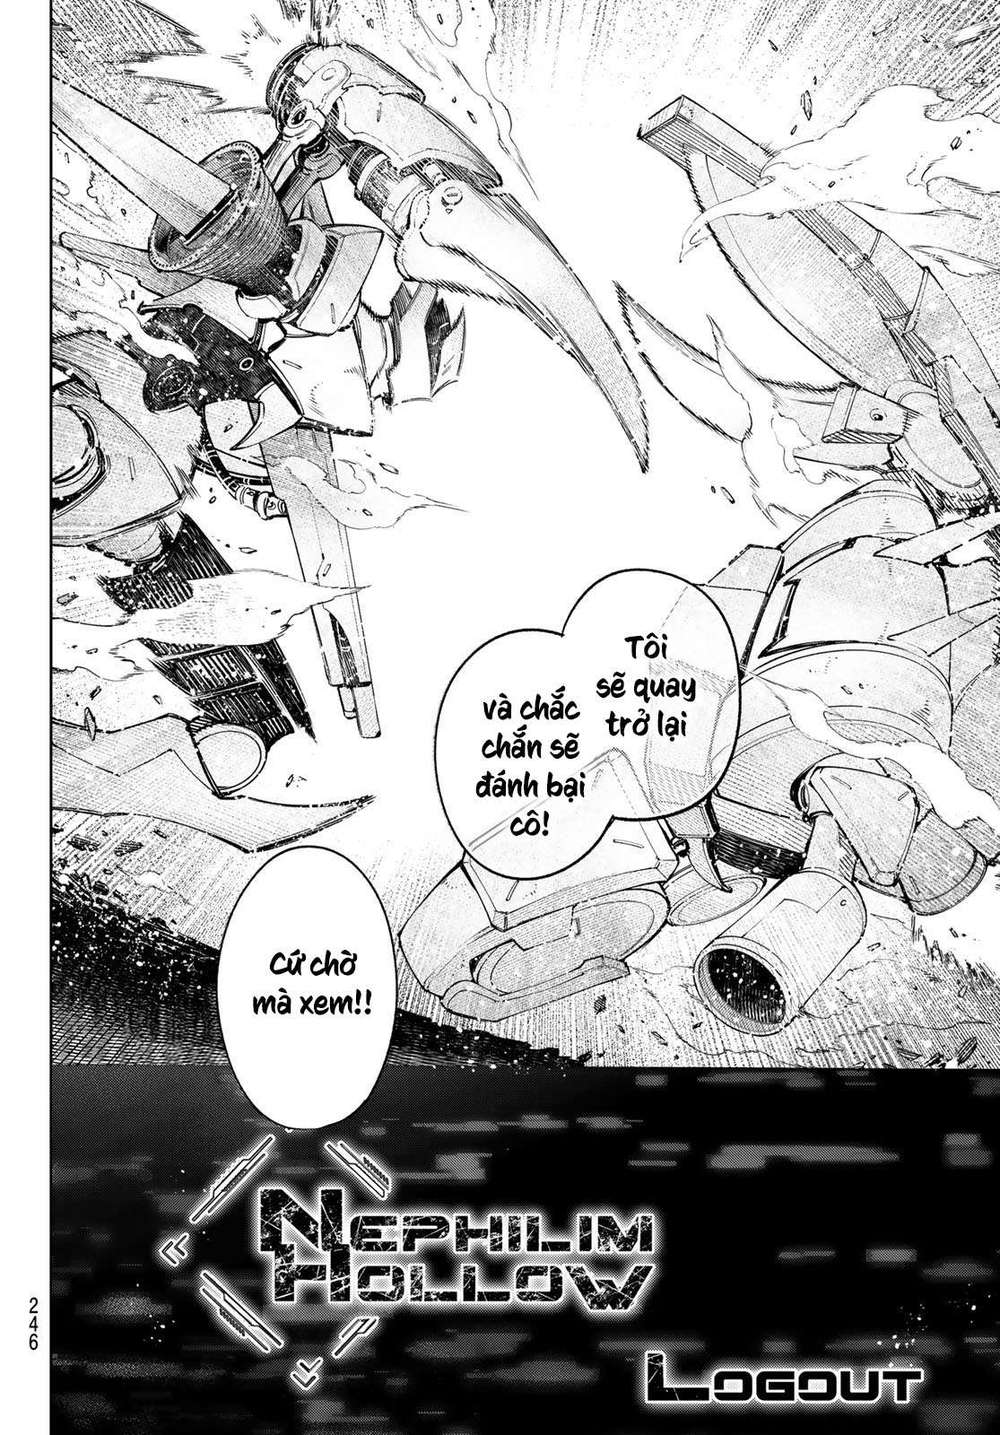 Tôi
sẽ quay
trở lại
và chắc
chắn sẽ
đánh bại
cô!
Cứ chờ
mà xem!!
NEPHILIM
HOLLOW
LOGOUT
246